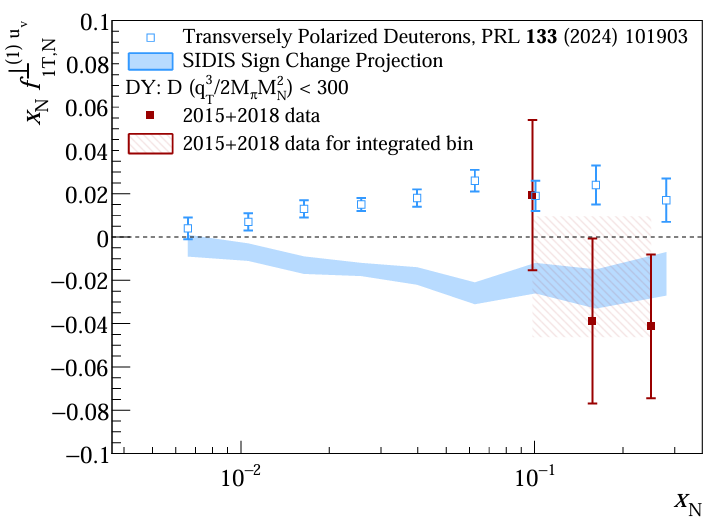 x_N f_{1T,N}^{⊥(1) u_v}
0.1
0.08
0.06
0.04
0.02
0
−0.02
−0.04
−0.06
−0.08
−0.1
Transversely Polarized Deuterons, PRL 133 (2024) 101903
SIDIS Sign Change Projection
DY: D (q_T^3/2M_πM_N^2) < 300
2015+2018 data
2015+2018 data for integrated bin
10^{−2}
10^{−1}
x_N